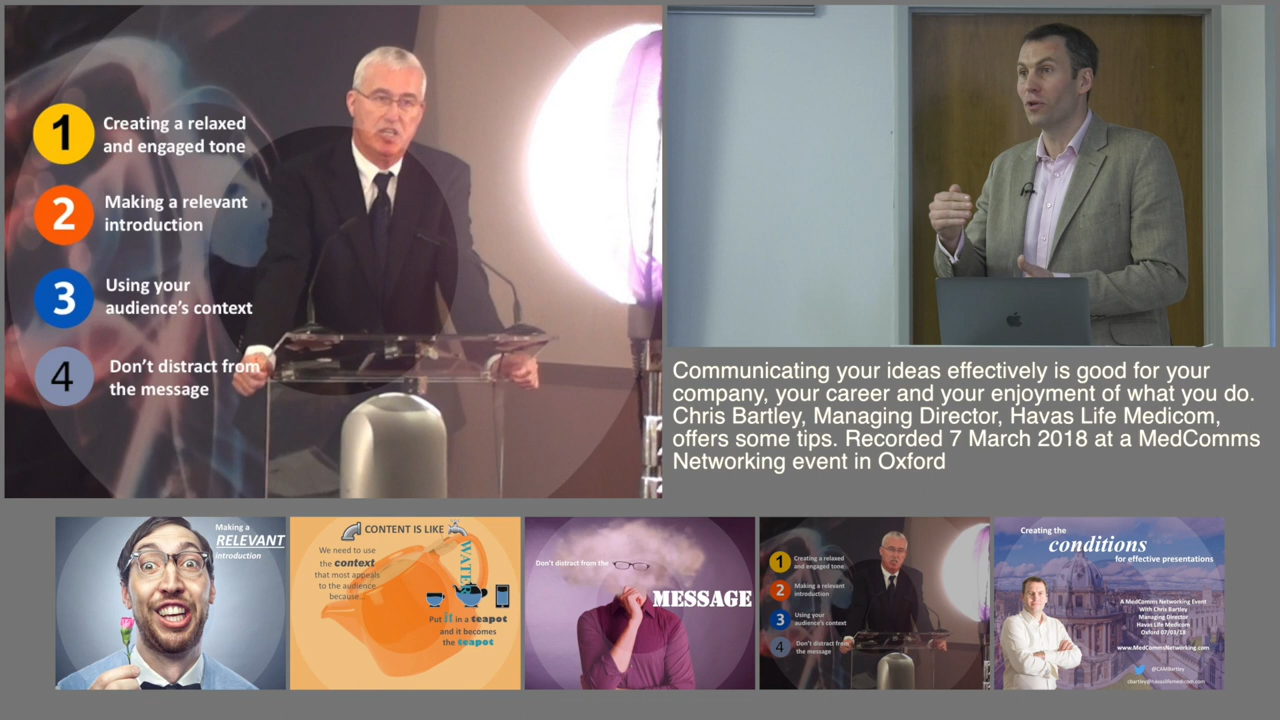 1
Creating a relaxed
and engaged tone
2
Making a relevant
introduction
3
Using your
audience's context
4
Don't distract from
the message
Communicating your ideas effectively is good for your
company, your career and your enjoyment of what you do.
Chris Bartley, Managing Director, Havas Life Medicom,
offers some tips. Recorded 7 March 2018 at a MedComms
Networking event in Oxford
Making a
RELEVANT
introduction
CONTENT IS LIKE
WATER
We need to use
the context
that most appeals
to the audience
because...
Put it in a teapot
and it becomes
the teapot
Don't distract from the
MESSAGE
1
Creating a relaxed
and engaged tone
2
Making a relevant
introduction
3
Using your
audience's context
4
Don't distract from
the message
Creating the
conditions
for effective presentations
A MedComms Networking Event
With Chris Bartley
Managing Director
Havas Life Medicom
Oxford 07/03/18
www.MedCommsNetworking.com
@CAMBartley
cbartley@havaslifemedicom.com